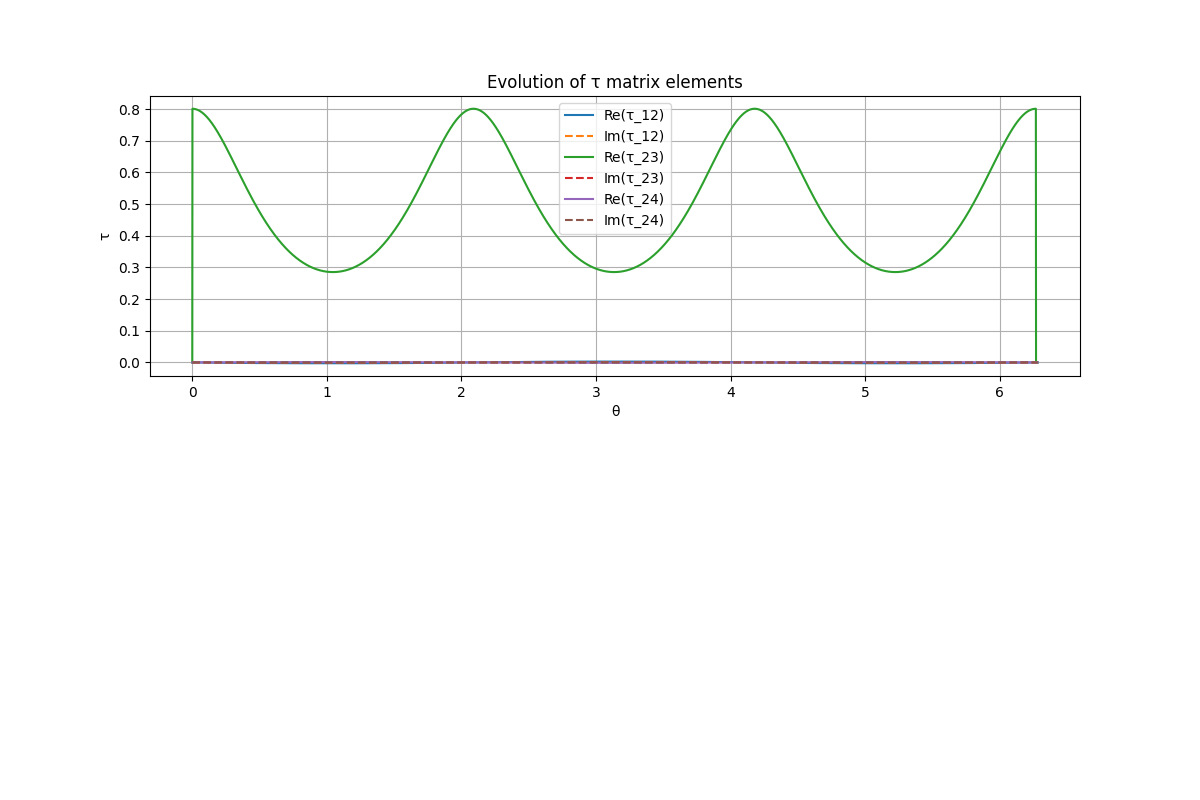 Evolution of τ matrix elements
0.8
0.7
0.6
0.5
0.4
0.3
0.2
0.1
0.0
τ
Re(τ_12)
Im(τ_12)
Re(τ_23)
Im(τ_23)
Re(τ_24)
Im(τ_24)
0 1 2 3 4 5 6
θ